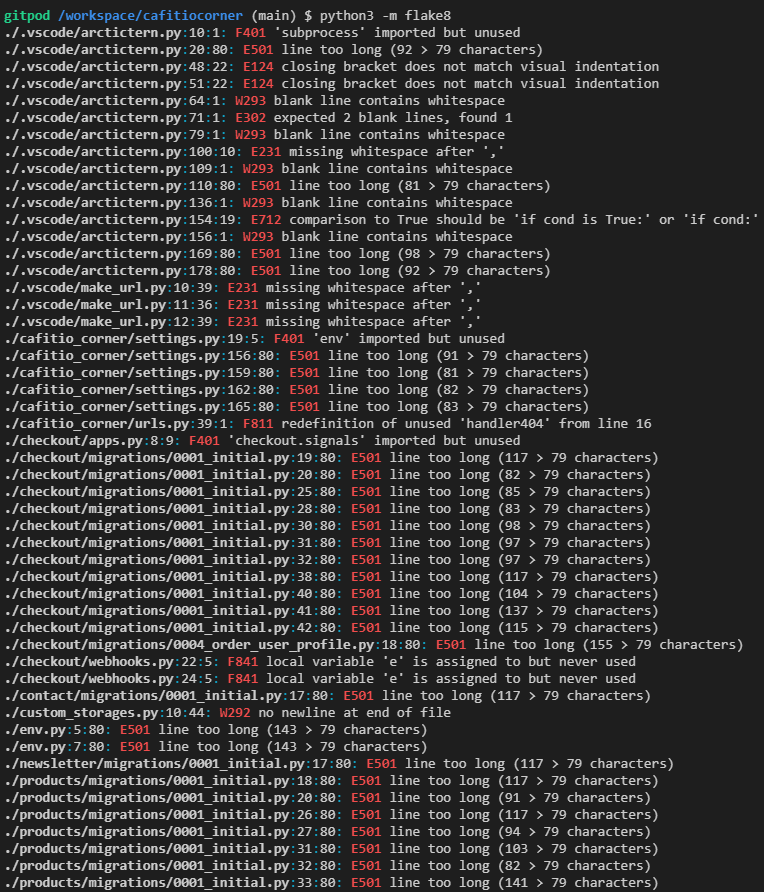 gitpod /workspace/cafitiocorner (main) $ python3 -m flake8
./.vscode/arctictern.py:10:1: F401 'subprocess' imported but unused
./.vscode/arctictern.py:20:80: E501 line too long (92 > 79 characters)
./.vscode/arctictern.py:48:22: E124 closing bracket does not match visual indentation
./.vscode/arctictern.py:51:22: E124 closing bracket does not match visual indentation
./.vscode/arctictern.py:64:1: W293 blank line contains whitespace
./.vscode/arctictern.py:71:1: E302 expected 2 blank lines, found 1
./.vscode/arctictern.py:79:1: W293 blank line contains whitespace
./.vscode/arctictern.py:100:10: E231 missing whitespace after ','
./.vscode/arctictern.py:109:1: W293 blank line contains whitespace
./.vscode/arctictern.py:110:80: E501 line too long (81 > 79 characters)
./.vscode/arctictern.py:136:1: W293 blank line contains whitespace
./.vscode/arctictern.py:154:19: E712 comparison to True should be 'if cond is True:' or 'if cond:'
./.vscode/arctictern.py:156:1: W293 blank line contains whitespace
./.vscode/arctictern.py:169:80: E501 line too long (98 > 79 characters)
./.vscode/arctictern.py:178:80: E501 line too long (92 > 79 characters)
./.vscode/make_url.py:10:39: E231 missing whitespace after ','
./.vscode/make_url.py:11:36: E231 missing whitespace after ','
./.vscode/make_url.py:12:39: E231 missing whitespace after ','
./cafitio_corner/settings.py:19:5: F401 'env' imported but unused
./cafitio_corner/settings.py:156:80: E501 line too long (91 > 79 characters)
./cafitio_corner/settings.py:159:80: E501 line too long (81 > 79 characters)
./cafitio_corner/settings.py:162:80: E501 line too long (82 > 79 characters)
./cafitio_corner/settings.py:165:80: E501 line too long (83 > 79 characters)
./cafitio_corner/urls.py:39:1: F811 redefinition of unused 'handler404' from line 16
./checkout/apps.py:8:9: F401 'checkout.signals' imported but unused
./checkout/migrations/0001_initial.py:19:80: E501 line too long (117 > 79 characters)
./checkout/migrations/0001_initial.py:20:80: E501 line too long (82 > 79 characters)
./checkout/migrations/0001_initial.py:25:80: E501 line too long (85 > 79 characters)
./checkout/migrations/0001_initial.py:28:80: E501 line too long (83 > 79 characters)
./checkout/migrations/0001_initial.py:30:80: E501 line too long (98 > 79 characters)
./checkout/migrations/0001_initial.py:31:80: E501 line too long (97 > 79 characters)
./checkout/migrations/0001_initial.py:32:80: E501 line too long (97 > 79 characters)
./checkout/migrations/0001_initial.py:38:80: E501 line too long (117 > 79 characters)
./checkout/migrations/0001_initial.py:40:80: E501 line too long (104 > 79 characters)
./checkout/migrations/0001_initial.py:41:80: E501 line too long (137 > 79 characters)
./checkout/migrations/0001_initial.py:42:80: E501 line too long (115 > 79 characters)
./checkout/migrations/0004_order_user_profile.py:18:80: E501 line too long (155 > 79 characters)
./checkout/webhooks.py:22:5: F841 local variable 'e' is assigned to but never used
./checkout/webhooks.py:24:5: F841 local variable 'e' is assigned to but never used
./contact/migrations/0001_initial.py:17:80: E501 line too long (117 > 79 characters)
./custom_storages.py:10:44: W292 no newline at end of file
./env.py:5:80: E501 line too long (143 > 79 characters)
./env.py:7:80: E501 line too long (143 > 79 characters)
./newsletter/migrations/0001_initial.py:17:80: E501 line too long (117 > 79 characters)
./products/migrations/0001_initial.py:18:80: E501 line too long (117 > 79 characters)
./products/migrations/0001_initial.py:20:80: E501 line too long (91 > 79 characters)
./products/migrations/0001_initial.py:26:80: E501 line too long (117 > 79 characters)
./products/migrations/0001_initial.py:27:80: E501 line too long (94 > 79 characters)
./products/migrations/0001_initial.py:31:80: E501 line too long (103 > 79 characters)
./products/migrations/0001_initial.py:32:80: E501 line too long (82 > 79 characters)
./products/migrations/0001_initial.py:33:80: E501 line too long (141 > 79 characters)